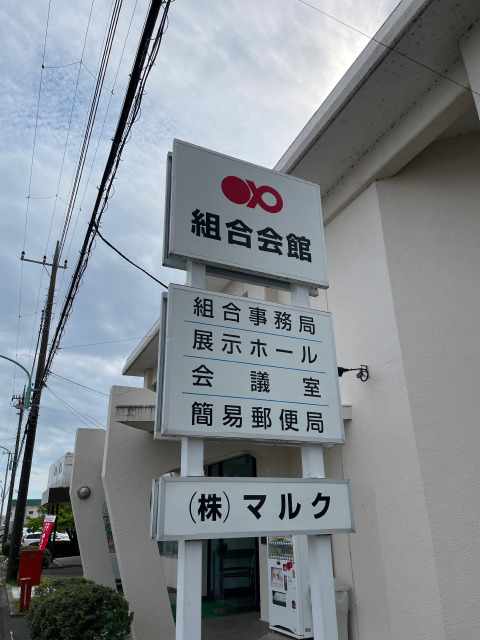 組合会館
組合事務局
展示ホール
会議室
簡易郵便局
(株)マルク